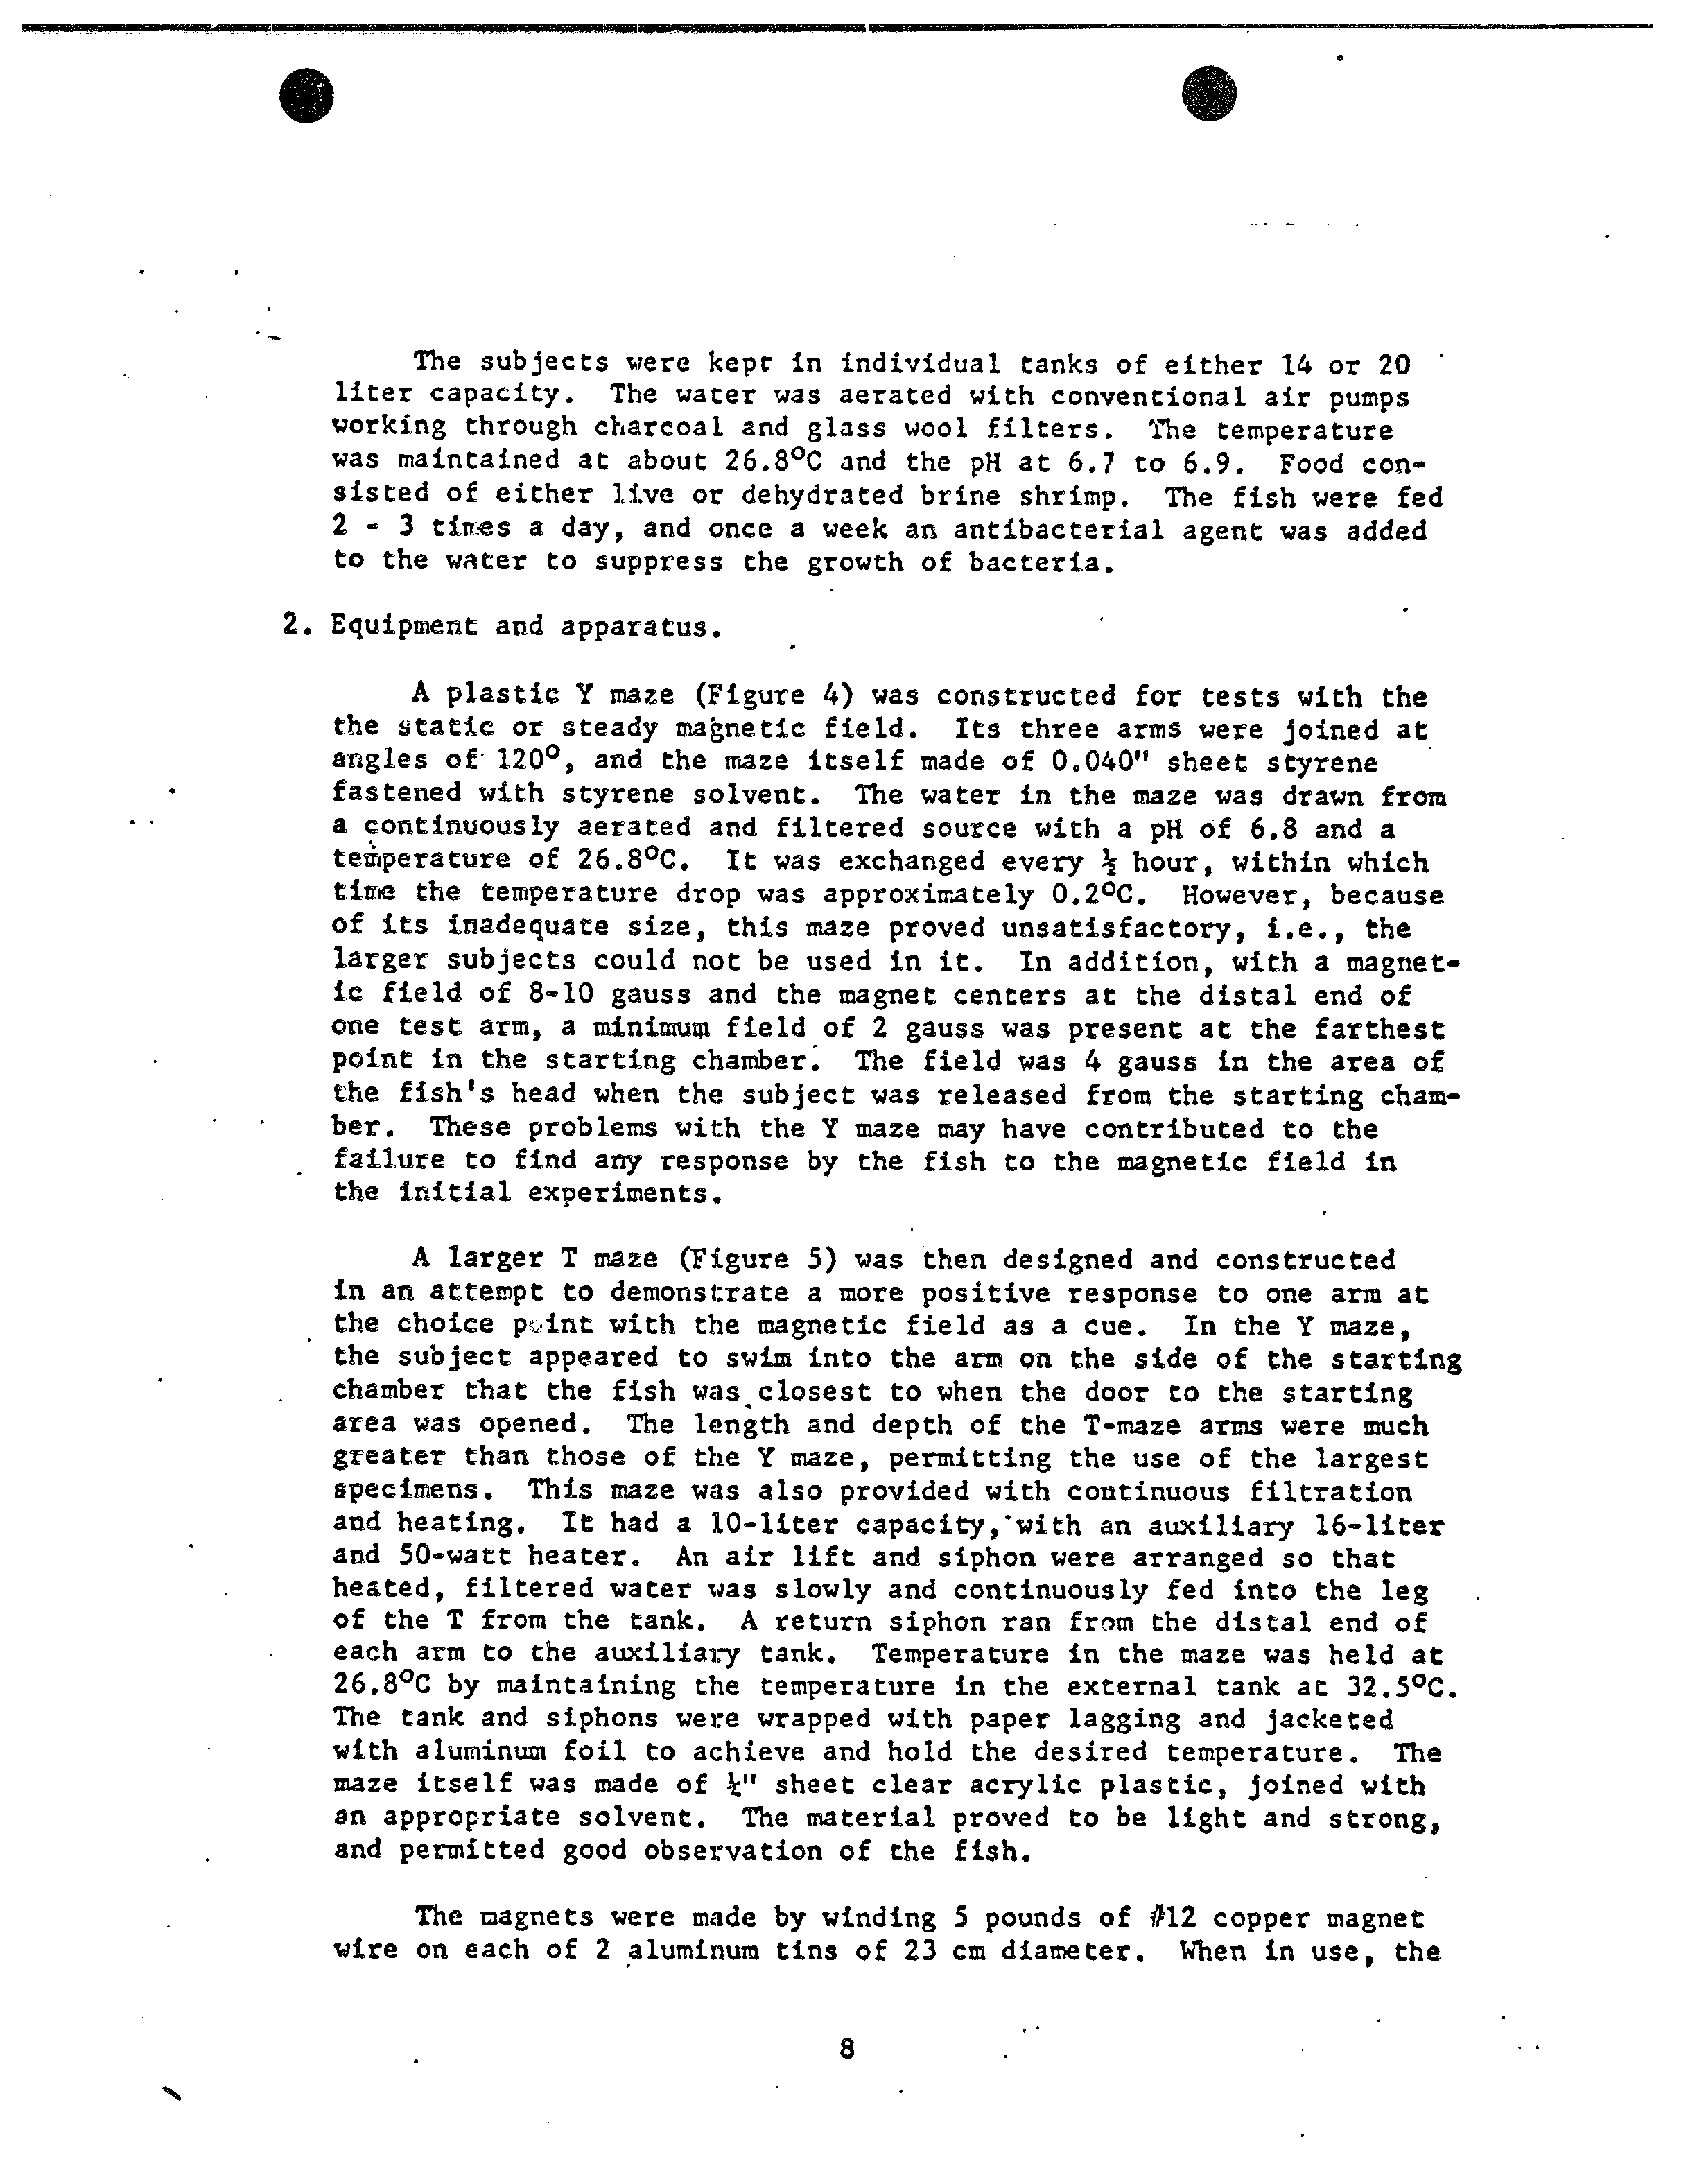 The subjects were kept in individual tanks of either 14 or 20
liter capacity. The water was aerated with conventional air pumps
working through charcoal and glass wool filters. The temperature
was maintained at about 26.8°C and the pH at 6.7 to 6.9. Food con-
sisted of either live or dehydrated brine shrimp. The fish were fed
2 - 3 times a day, and once a week an antibacterial agent was added
to the water to suppress the growth of bacteria.
2. Equipment and apparatus.
A plastic Y maze (Figure 4) was constructed for tests with the
the static or steady magnetic field. Its three arms were joined at
angles of 120°, and the maze itself made of 0.040" sheet styrene
fastened with styrene solvent. The water in the maze was drawn from
a continuously aerated and filtered source with a pH of 6.8 and a
temperature of 26.8°C. It was exchanged every ½ hour, within which
time the temperature drop was approximately 0.2°C. However, because
of its inadequate size, this maze proved unsatisfactory, i.e., the
larger subjects could not be used in it. In addition, with a magnet-
ic field of 8-10 gauss and the magnet centers at the distal end of
one test arm, a minimum field of 2 gauss was present at the farthest
point in the starting chamber. The field was 4 gauss in the area of
the fish's head when the subject was released from the starting cham-
ber. These problems with the Y maze may have contributed to the
failure to find any response by the fish to the magnetic field in
the initial experiments.
A larger T maze (Figure 5) was then designed and constructed
in an attempt to demonstrate a more positive response to one arm at
the choice point with the magnetic field as a cue. In the Y maze,
the subject appeared to swim into the arm on the side of the starting
chamber that the fish was closest to when the door to the starting
area was opened. The length and depth of the T-maze arms were much
greater than those of the Y maze, permitting the use of the largest
specimens. This maze was also provided with continuous filtration
and heating. It had a 10-liter capacity, with an auxiliary 16-liter
and 50-watt heater. An air lift and siphon were arranged so that
heated, filtered water was slowly and continuously fed into the leg
of the T from the tank. A return siphon ran from the distal end of
each arm to the auxiliary tank. Temperature in the maze was held at
26.8°C by maintaining the temperature in the external tank at 32.5°C.
The tank and siphons were wrapped with paper lagging and jacketed
with aluminum foil to achieve and hold the desired temperature. The
maze itself was made of ¼" sheet clear acrylic plastic, joined with
an appropriate solvent. The material proved to be light and strong,
and permitted good observation of the fish.
The magnets were made by winding 5 pounds of #12 copper magnet
wire on each of 2 aluminum tins of 23 cm diameter. When in use, the
8